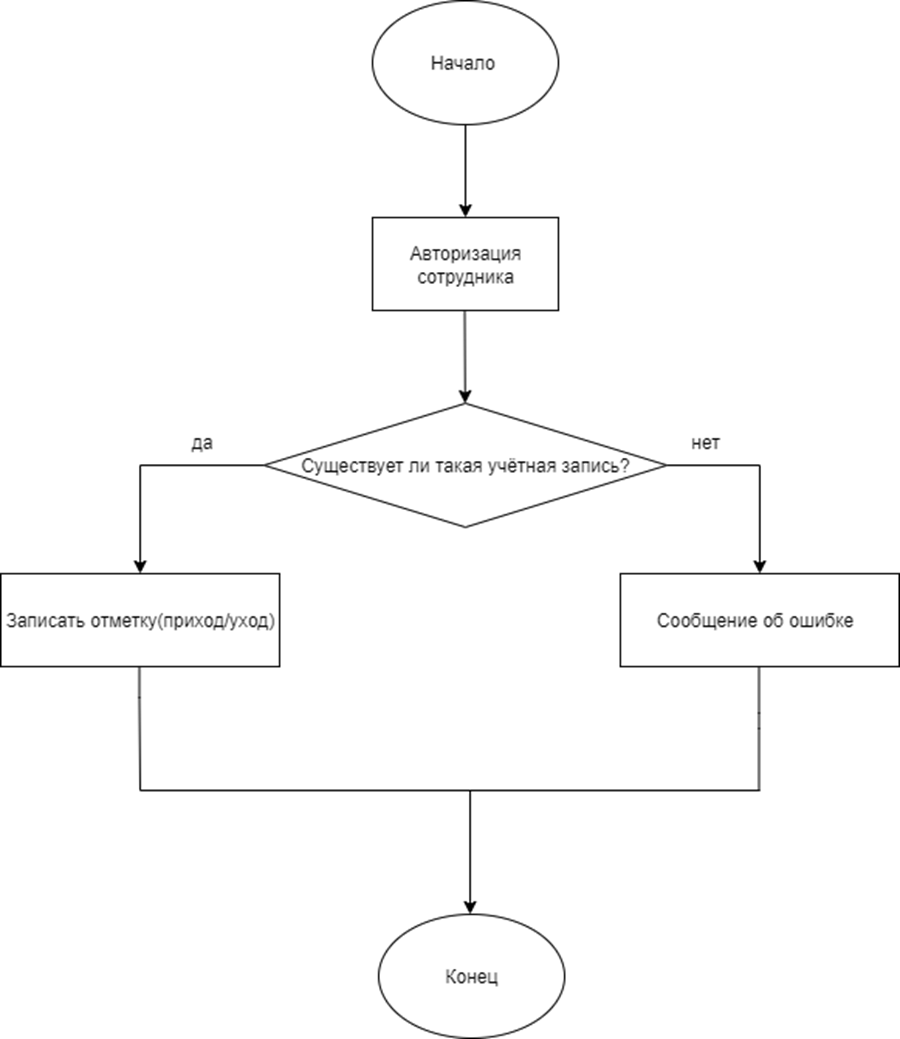 Начало
Авторизация
сотрудника
да
нет
Существует ли такая учётная запись?
Записать отметку(приход/уход)
Сообщение об ошибке
Конец